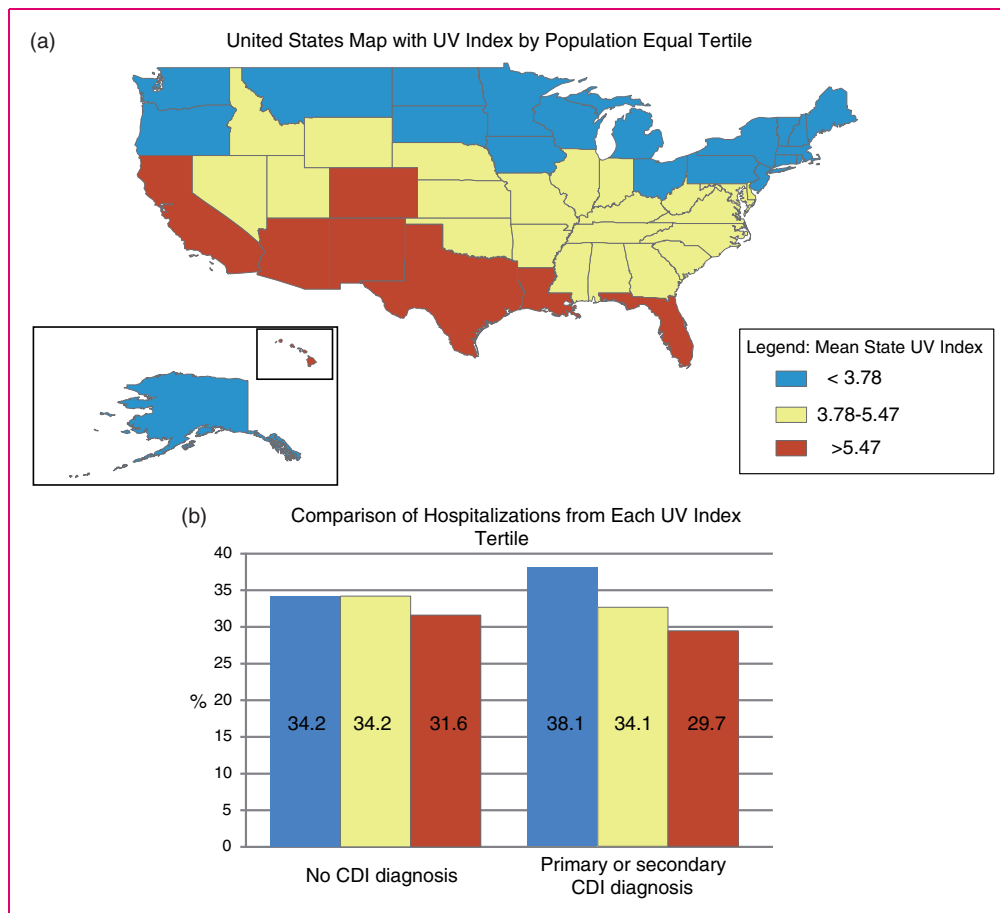 (a)
United States Map with UV Index by Population Equal Tertile
Legend: Mean State UV Index
< 3.78
3.78-5.47
>5.47
(b)
Comparison of Hospitalizations from Each UV Index
Tertile
40
35
30
25
20
15
10
5
0
%
34.2 34.2 31.6 38.1 34.1 29.7
No CDI diagnosis
Primary or secondary
CDI diagnosis